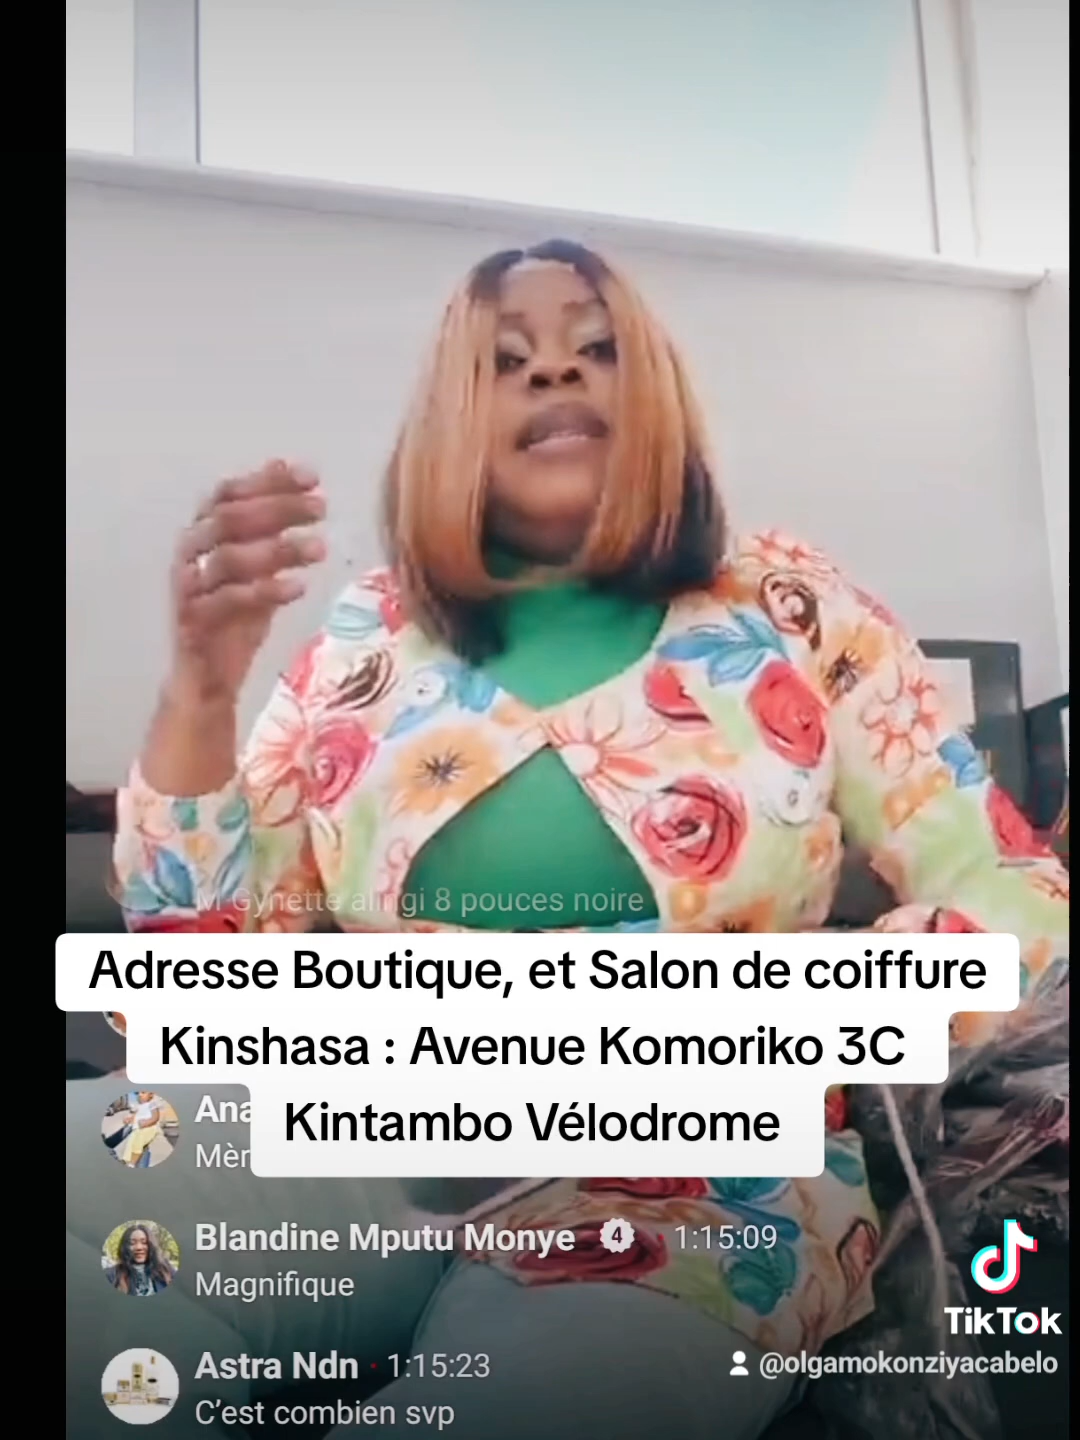 M Gynette alingi 8 pouces noire
Adresse Boutique, et Salon de coiffure
Kinshasa : Avenue Komoriko 3C
Kintambo Vélodrome
Blandine Mputu Monye 4 · 1:15:09
Magnifique
Astra Ndn · 1:15:23
C’est combien svp
TikTok
@olgamokonziyacabelo